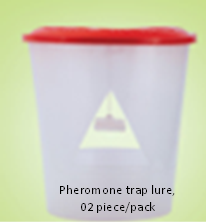 Pheromone trap lure,
02 piece/pack